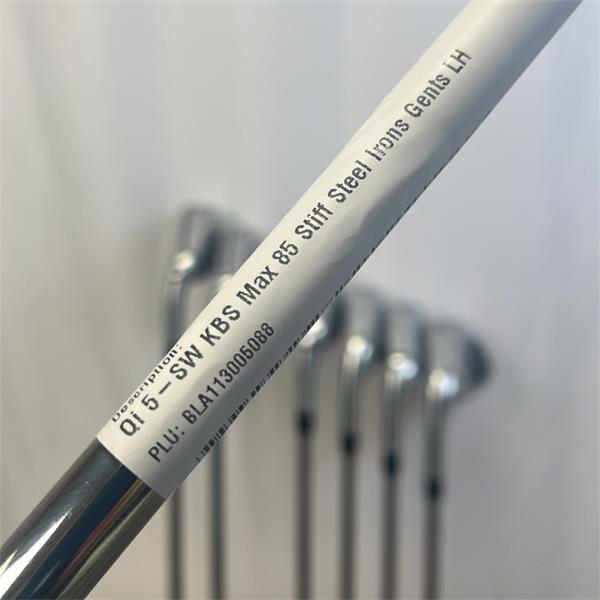 Description:
Qi 5-SW KBS Max 85 Stiff Steel Irons Gents LH
PLU: BLA113005088